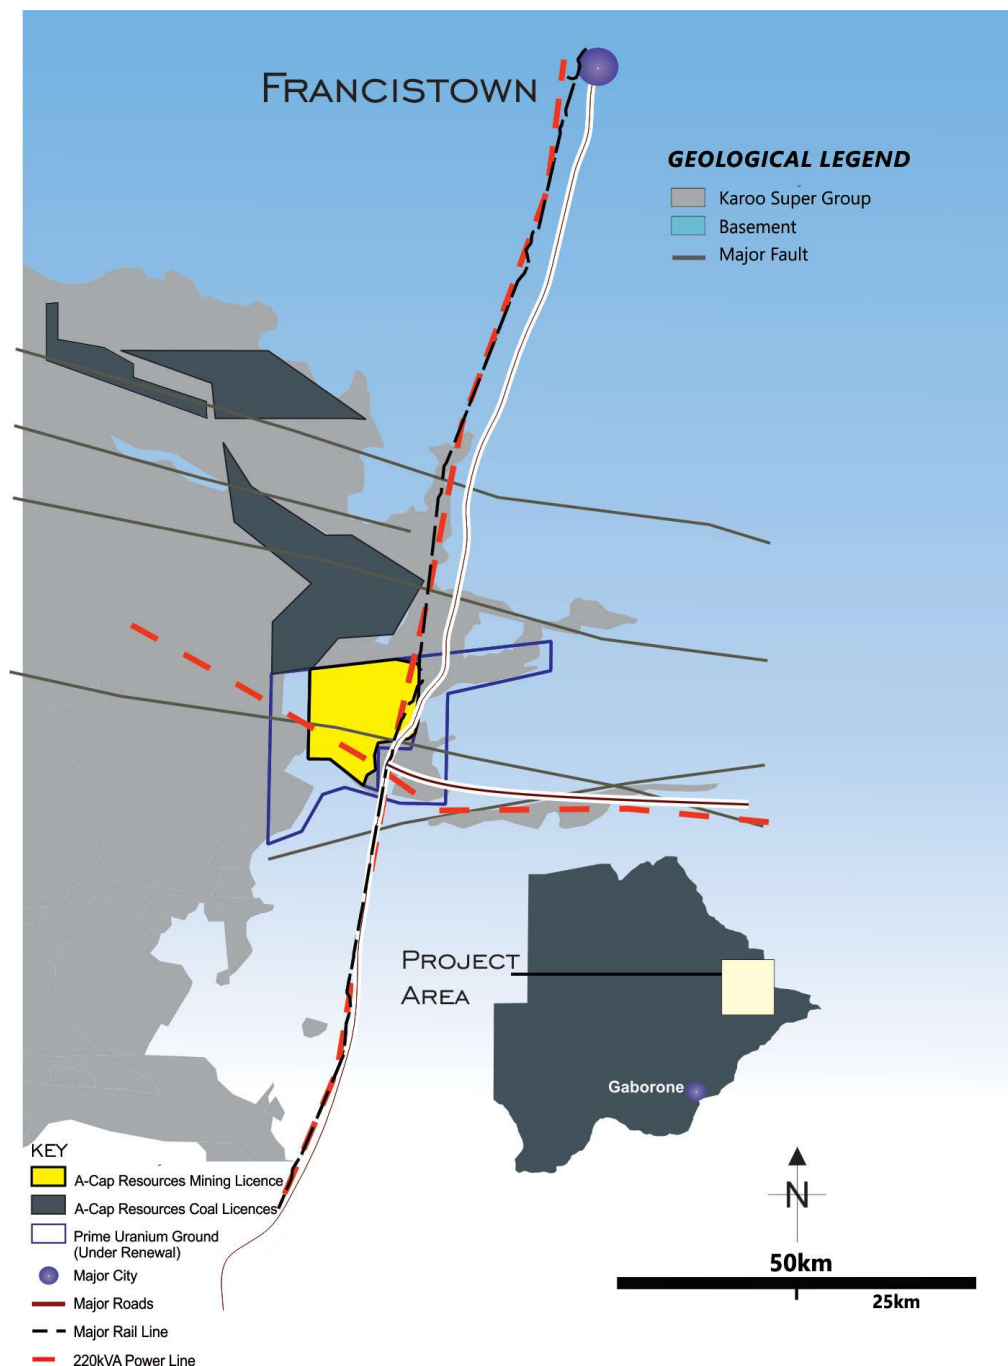 FRANCISTOWN
GEOLOGICAL LEGEND
Karoo Super Group
Basement
Major Fault
PROJECT
AREA
Gaborone
KEY
A-Cap Resources Mining Licence
A-Cap Resources Coal Licences
Prime Uranium Ground
(Under Renewal)
Major City
Major Roads
Major Rail Line
220kVA Power Line
N
50km
25km